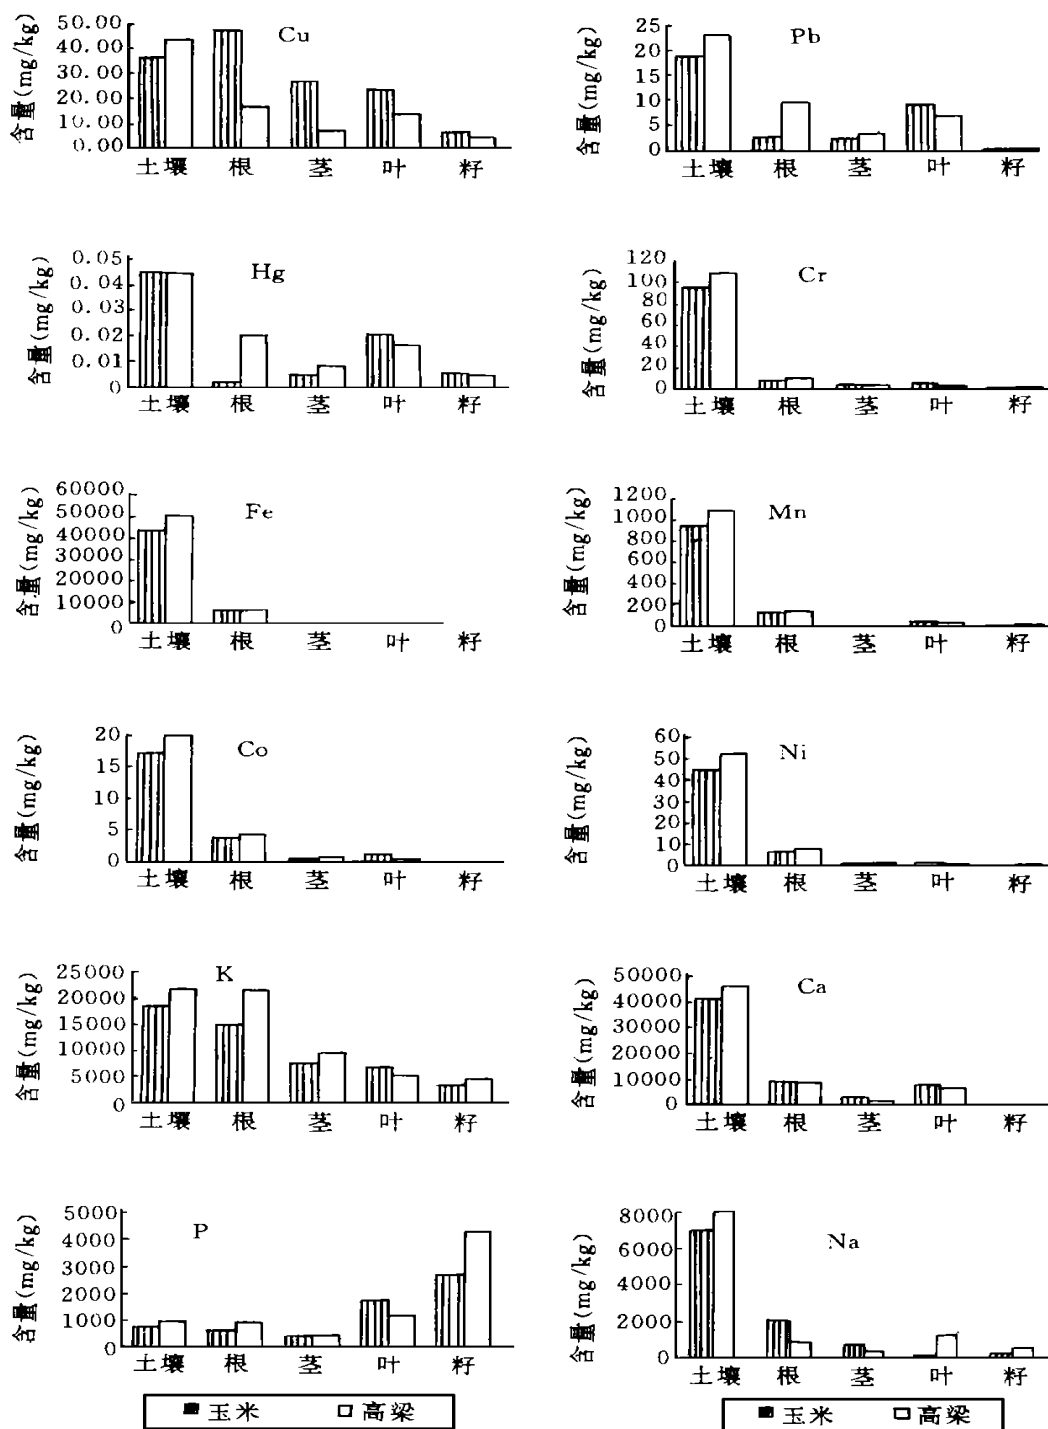 Cu
含量(mg/kg)
50.00
40.00
30.00
20.00
10.00
0.00
土壤 根 茎 叶 籽
Pb
含量(mg/kg)
25
20
15
10
5
0
土壤 根 茎 叶 籽
Hg
含量(mg/kg)
0.05
0.04
0.03
0.02
0.01
0
土壤 根 茎 叶 籽
Cr
含量(mg/kg)
120
100
80
60
40
20
0
土壤 根 茎 叶 籽
Fe
含量(mg/kg)
60000
50000
40000
30000
20000
10000
0
土壤 根 茎 叶 籽
Mn
含量(mg/kg)
1200
1000
800
600
400
200
0
土壤 根 茎 叶 籽
Co
含量(mg/kg)
20
15
10
5
0
土壤 根 茎 叶 籽
Ni
含量(mg/kg)
60
50
40
30
20
10
0
土壤 根 茎 叶 籽
K
含量(mg/kg)
25000
20000
15000
10000
5000
0
土壤 根 茎 叶 籽
Ca
含量(mg/kg)
50000
40000
30000
20000
10000
0
土壤 根 茎 叶 籽
P
含量(mg/kg)
5000
4000
3000
2000
1000
0
土壤 根 茎 叶 籽
Na
含量(mg/kg)
8000
6000
4000
2000
0
土壤 根 茎 叶 籽
玉米 高梁
玉米 高梁